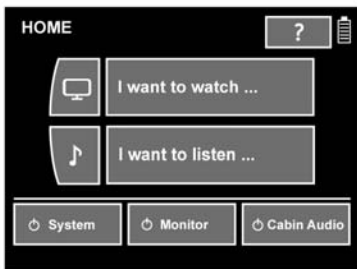 HOME
?
I want to watch ...
I want to listen ...
System
Monitor
Cabin Audio